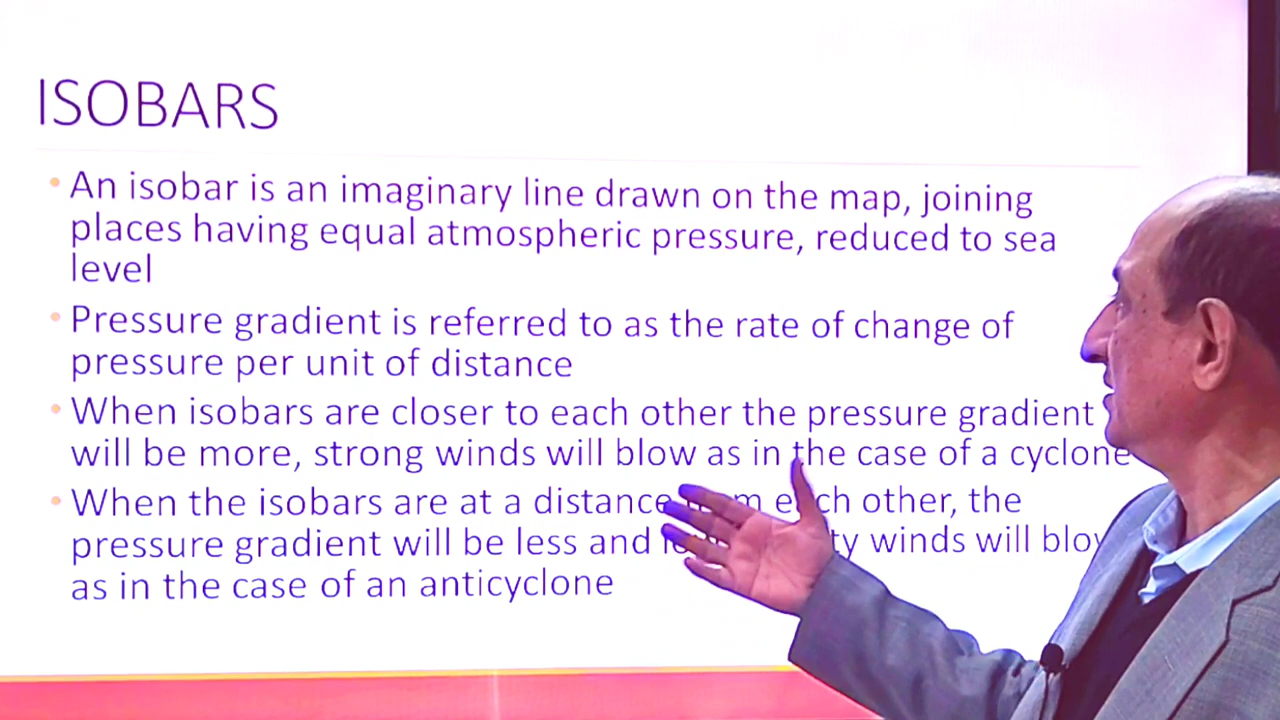 ISOBARS
• An isobar is an imaginary line drawn on the map, joining
places having equal atmospheric pressure, reduced to sea
level
• Pressure gradient is referred to as the rate of change of
pressure per unit of distance
• When isobars are closer to each other the pressure gradient
will be more, strong winds will blow as in the case of a cyclone
• When the isobars are at a distance each other, the
pressure gradient will be less and winds will blow
as in the case of an anticyclone